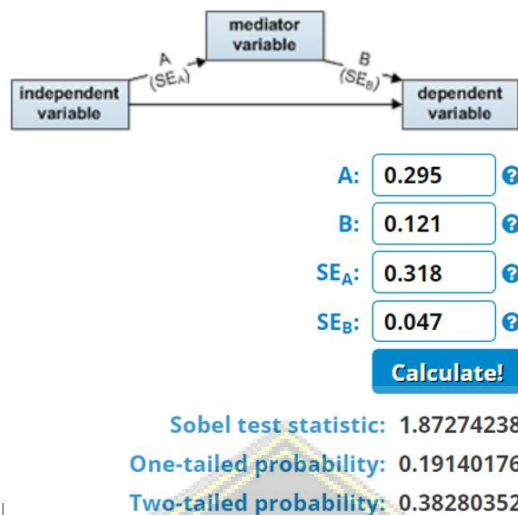 mediator
variable
A
(SEA)
B
(SEB)
independent
variable
dependent
variable
A: 0.295 ?
B: 0.121 ?
SEA: 0.318 ?
SEB: 0.047 ?
Calculate!
Sobel test statistic: 1.87274238
One-tailed probability: 0.19140176
Two-tailed probability: 0.38280352